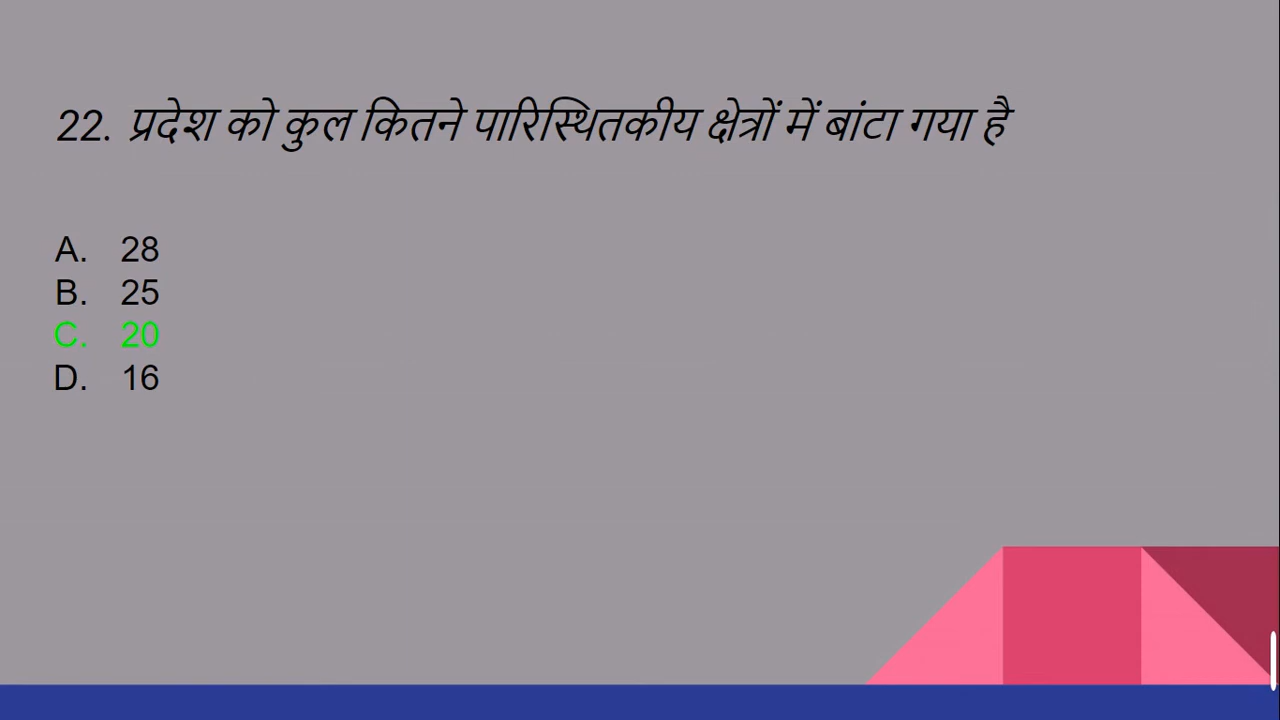 22. प्रदेश को कुल कितने पारिस्थितकीय क्षेत्रों में बांटा गया है
A. 28
B. 25
C. 20
D. 16